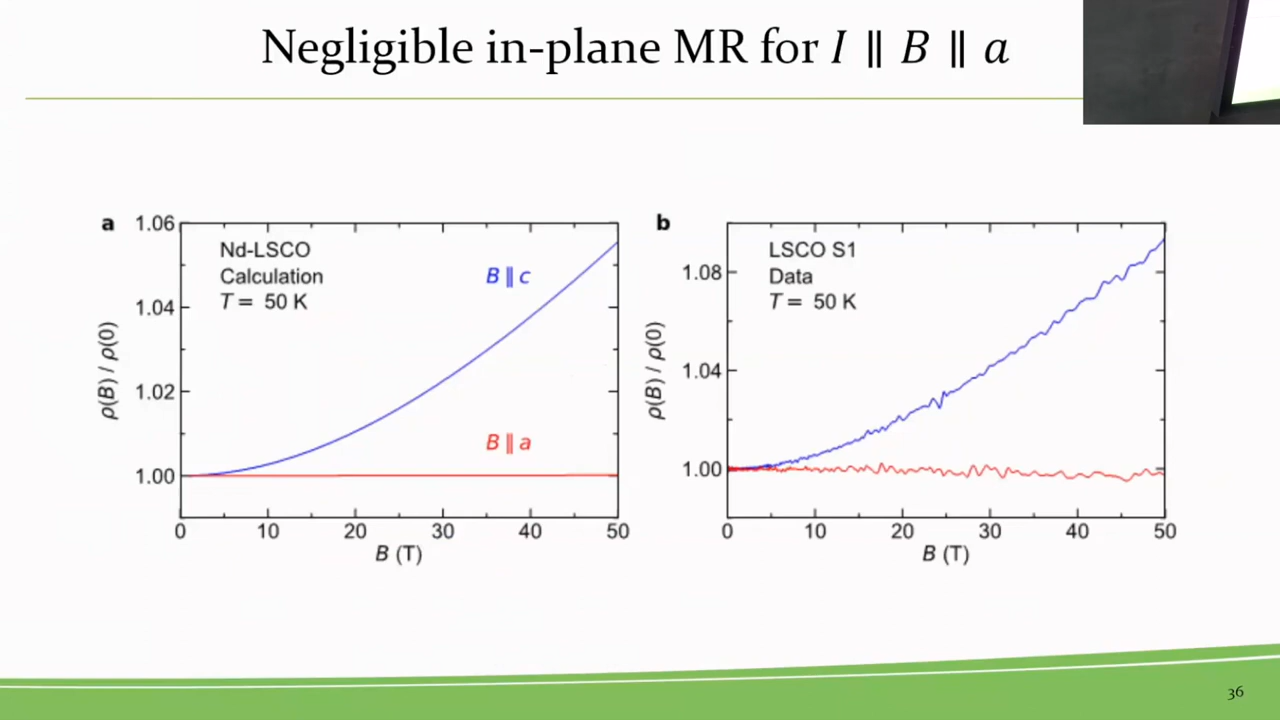 Negligible in-plane MR for I ∥ B ∥ a
a
1.06
1.04
1.02
1.00
ρ(B) / ρ(0)
Nd-LSCO
Calculation
T = 50 K
B ∥ c
B ∥ a
0 10 20 30 40 50
B (T)
b
1.08
1.04
1.00
ρ(B) / ρ(0)
LSCO S1
Data
T = 50 K
0 10 20 30 40 50
B (T)
36